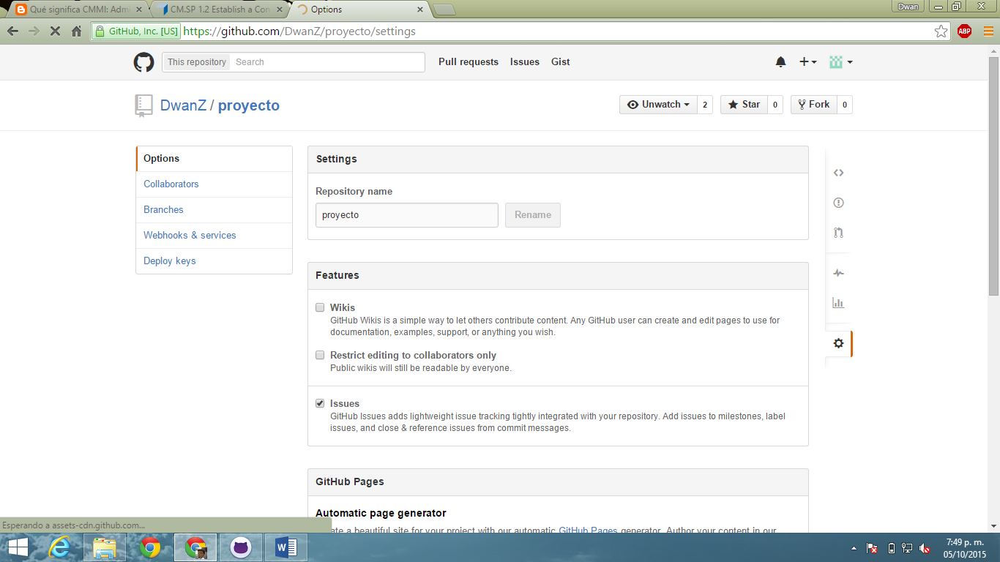 Qué significa CMMI: Admi
CM.SP 1.2 Establish a Con
Options
Dwan
GitHub, Inc. [US]
https://github.com/DwanZ/proyecto/settings
ABP
This repository
Search
Pull requests
Issues
Gist
DwanZ / proyecto
Unwatch
2
Star
0
Fork
0
Options
Collaborators
Branches
Webhooks & services
Deploy keys
Settings
Repository name
proyecto
Rename
Features
Wikis
GitHub Wikis is a simple way to let others contribute content. Any GitHub user can create and edit pages to use for
documentation, examples, support, or anything you wish.
Restrict editing to collaborators only
Public wikis will still be readable by everyone.
Issues
GitHub Issues adds lightweight issue tracking tightly integrated with your repository. Add issues to milestones, label
issues, and close & reference issues from commit messages.
GitHub Pages
Automatic page generator
ate a beautiful site for your project with our automatic GitHub Pages generator. Author your content in our
Esperando a assets-cdn.github.com...
7:49 p. m.
05/10/2015